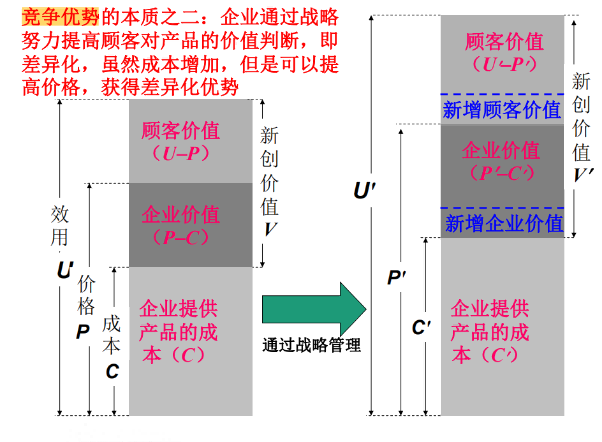 竞争优势的本质之二：企业通过战略
努力提高顾客对产品的价值判断，即
差异化，虽然成本增加，但是可以提
高价格，获得差异化优势
顾客价值
（U–P）
企业价值
（P–C）
企业提供
产品的成
本（C）
新创价值V
效用U
价格P
成本C
通过战略管理
顾客价值
（U′–P′）
新增顾客价值
企业价值
（P′–C′）
新增企业价值
企业提供
产品的成
本（C′）
新创价值V′
U′
P′
C′